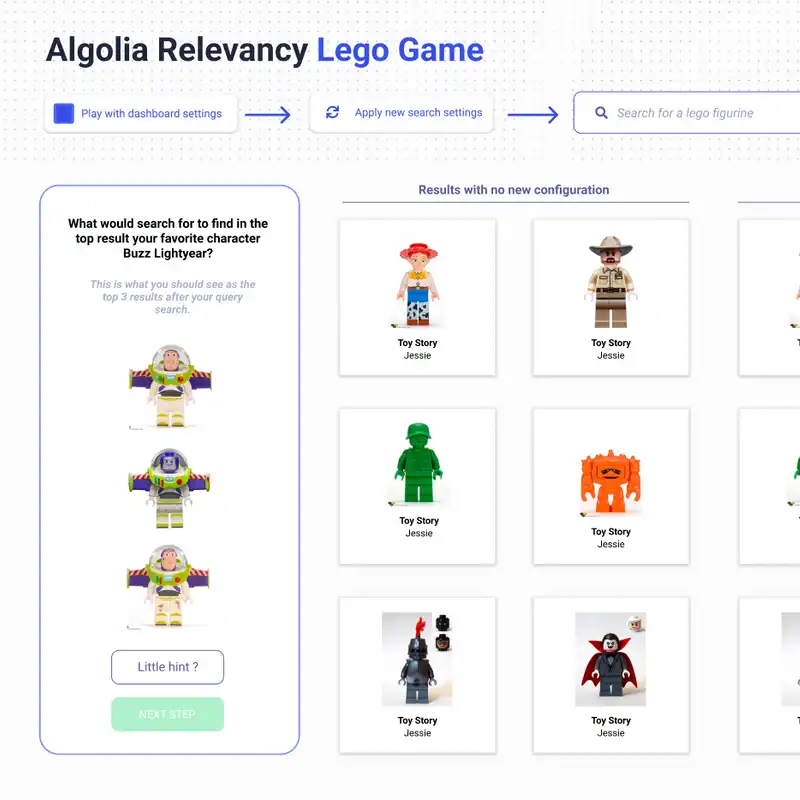 Algolia Relevancy Lego Game
Play with dashboard settings
Apply new search settings
Search for a lego figurine
What would search for to find in the
top result your favorite character
Buzz Lightyear?
This is what you should see as the
top 3 results after your query
search.
Little hint ?
NEXT STEP
Results with no new configuration
Toy Story
Jessie
Toy Story
Jessie
Toy Story
Jessie
Toy Story
Jessie
Toy Story
Jessie
Toy Story
Jessie